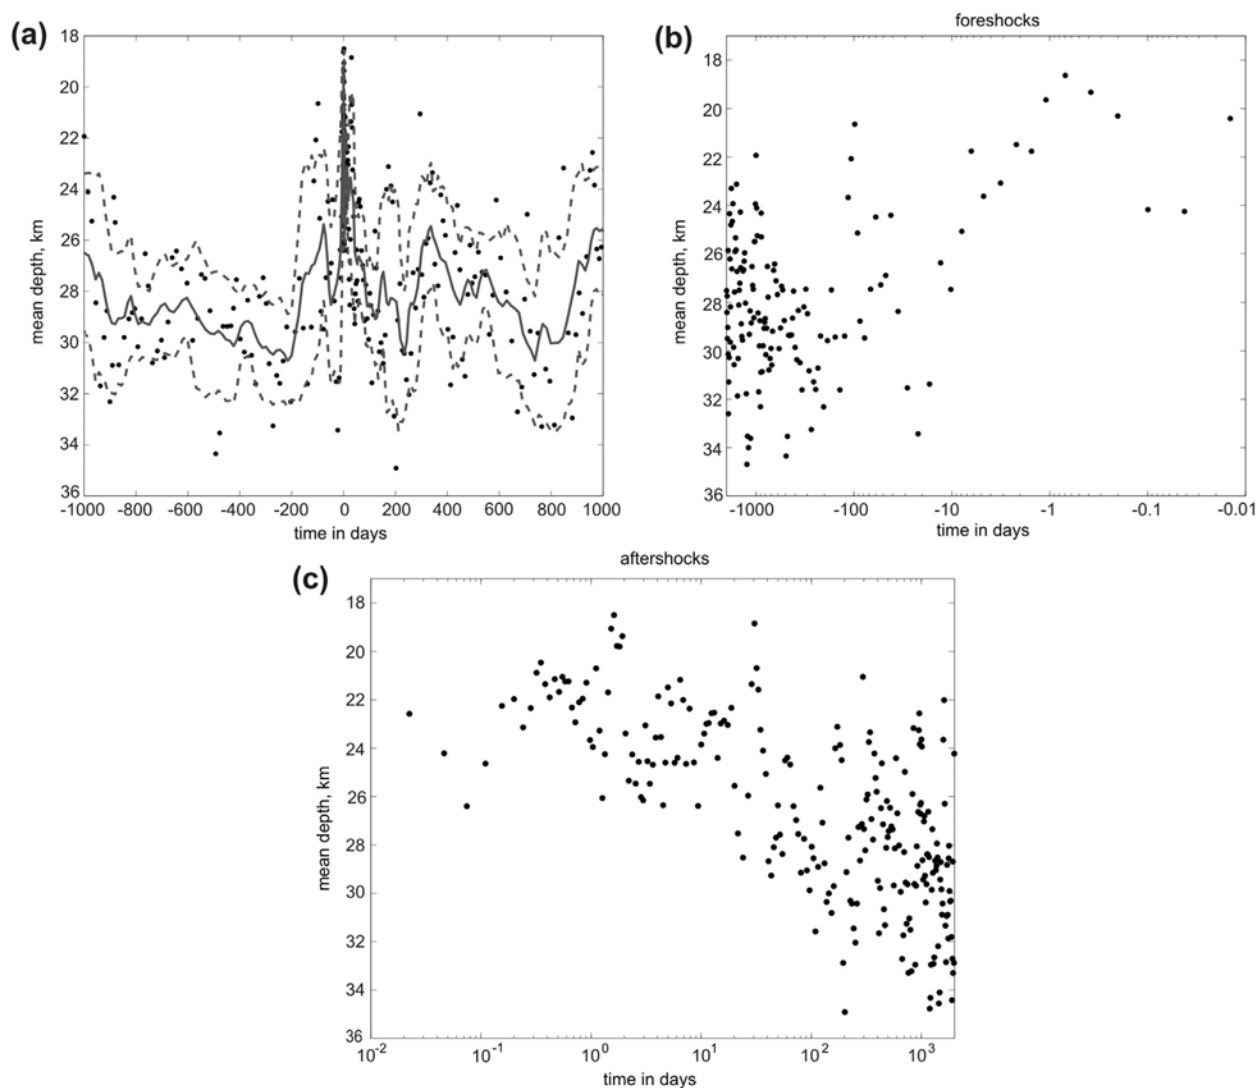 (a)
18
20
22
24
26
28
30
32
34
36
mean depth, km
-1000 -800 -600 -400 -200 0 200 400 600 800 1000
time in days
foreshocks
(b)
18
20
22
24
26
28
30
32
34
36
mean depth, km
-1000 -100 -10 -1 -0.1 -0.01
time in days
aftershocks
(c)
18
20
22
24
26
28
30
32
34
36
mean depth, km
10⁻² 10⁻¹ 10⁰ 10¹ 10² 10³
time in days